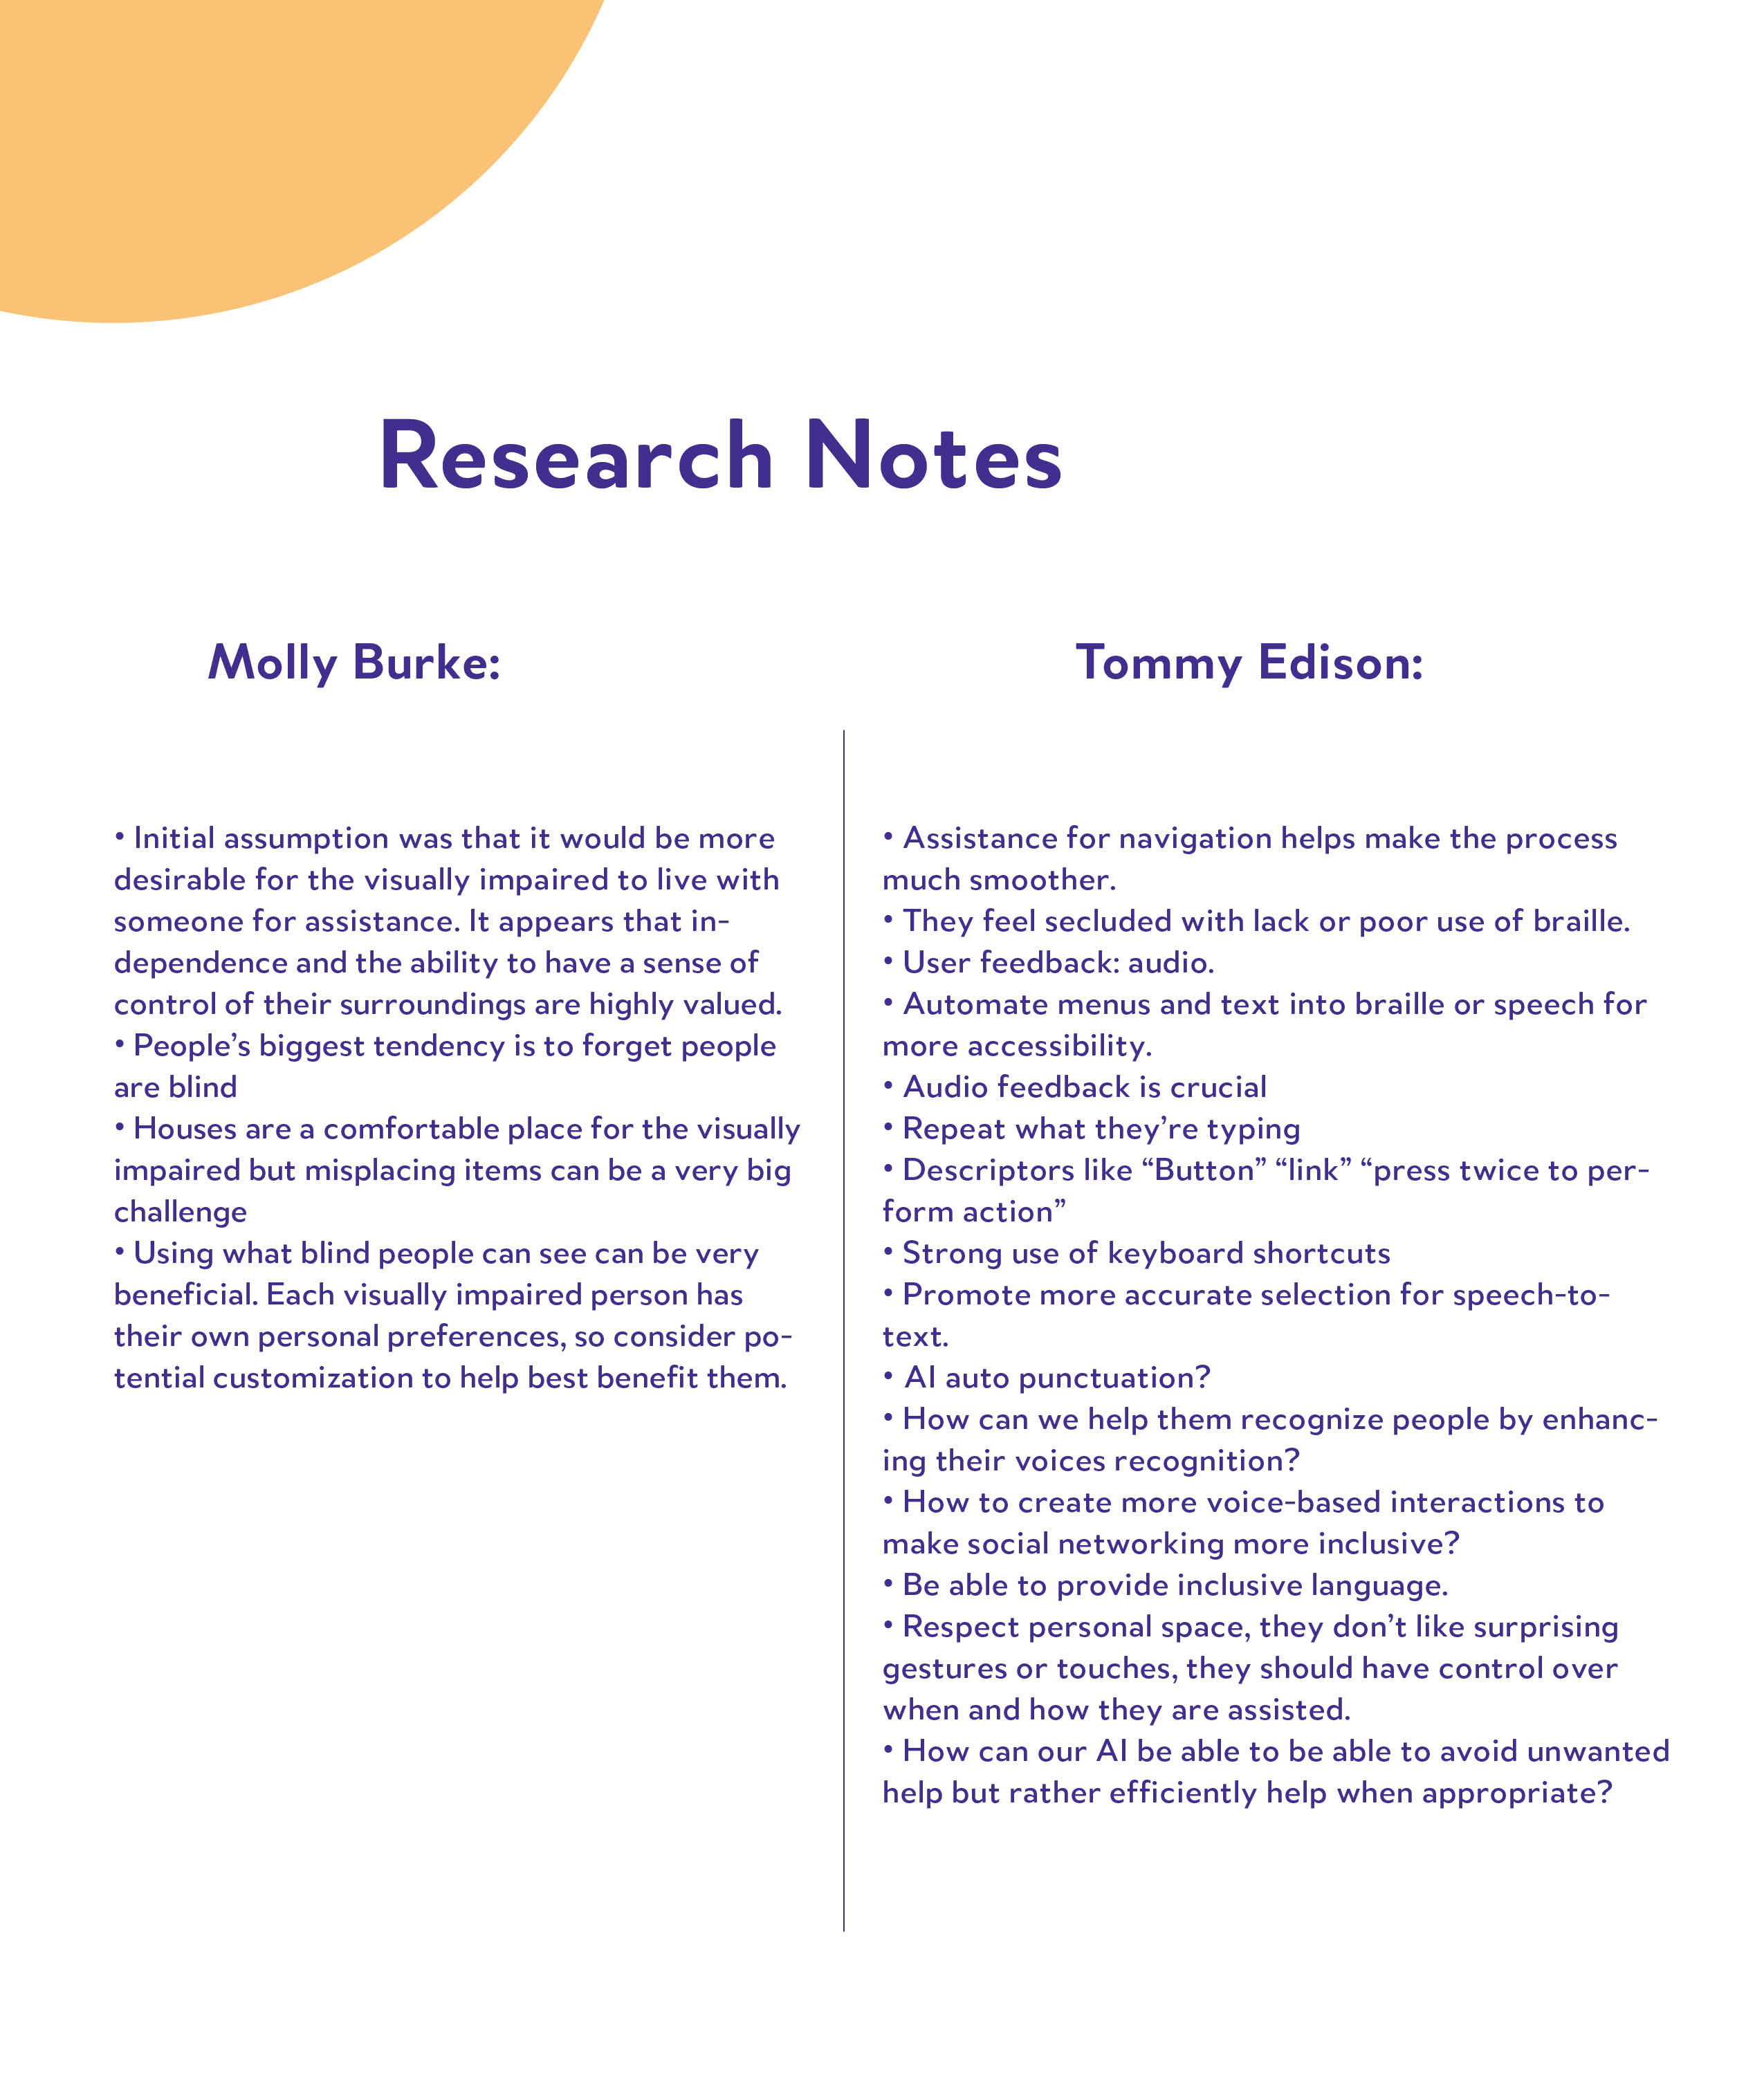 Research Notes
Molly Burke:
• Initial assumption was that it would be more
desirable for the visually impaired to live with
someone for assistance. It appears that in-
dependence and the ability to have a sense of
control of their surroundings are highly valued.
• People’s biggest tendency is to forget people
are blind
• Houses are a comfortable place for the visually
impaired but misplacing items can be a very big
challenge
• Using what blind people can see can be very
beneficial. Each visually impaired person has
their own personal preferences, so consider po-
tential customization to help best benefit them.
Tommy Edison:
• Assistance for navigation helps make the process
much smoother.
• They feel secluded with lack or poor use of braille.
• User feedback: audio.
• Automate menus and text into braille or speech for
more accessibility.
• Audio feedback is crucial
• Repeat what they’re typing
• Descriptors like “Button” “link” “press twice to per-
form action”
• Strong use of keyboard shortcuts
• Promote more accurate selection for speech-to-
text.
• AI auto punctuation?
• How can we help them recognize people by enhanc-
ing their voices recognition?
• How to create more voice-based interactions to
make social networking more inclusive?
• Be able to provide inclusive language.
• Respect personal space, they don’t like surprising
gestures or touches, they should have control over
when and how they are assisted.
• How can our AI be able to be able to avoid unwanted
help but rather efficiently help when appropriate?